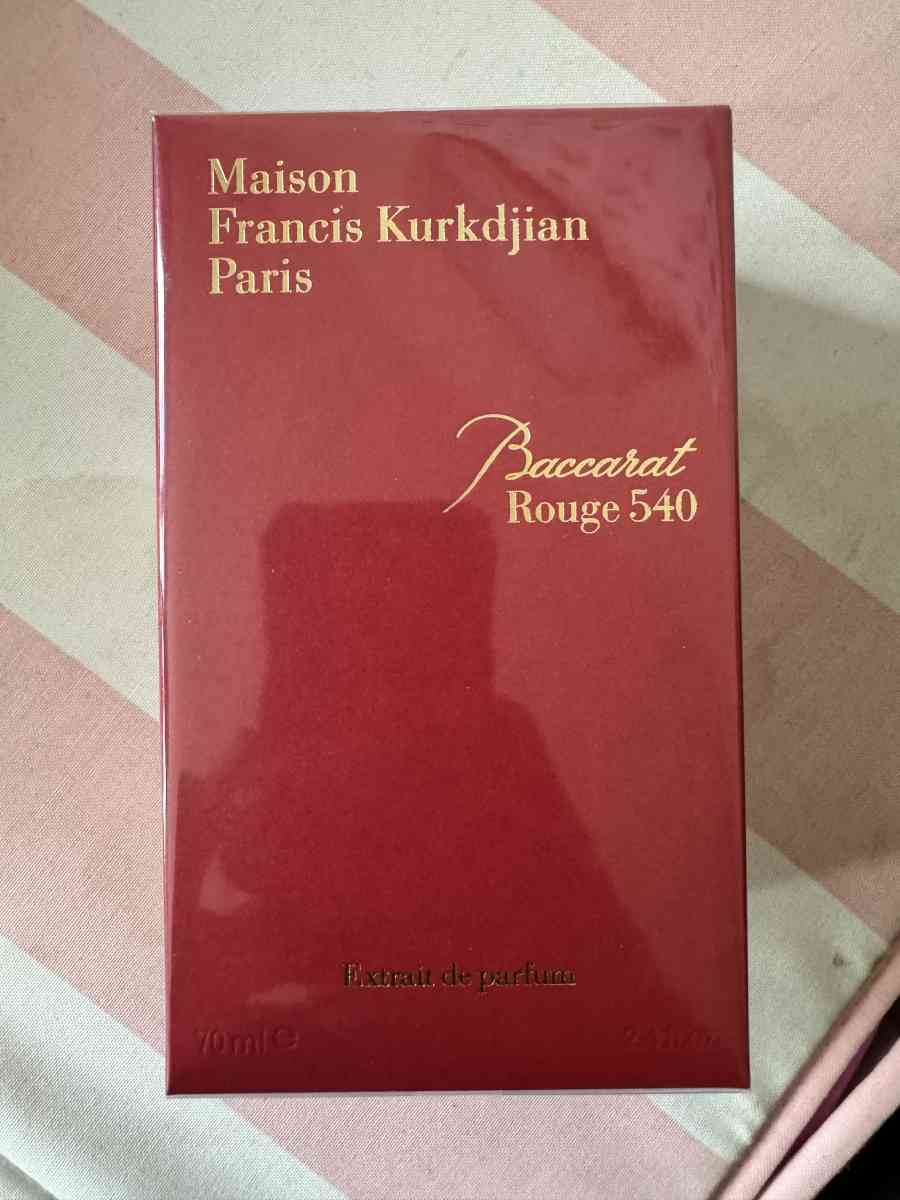 Maison
Francis Kurkdjian
Paris
Baccarat
Rouge 540
Extrait de parfum
70 ml ℮